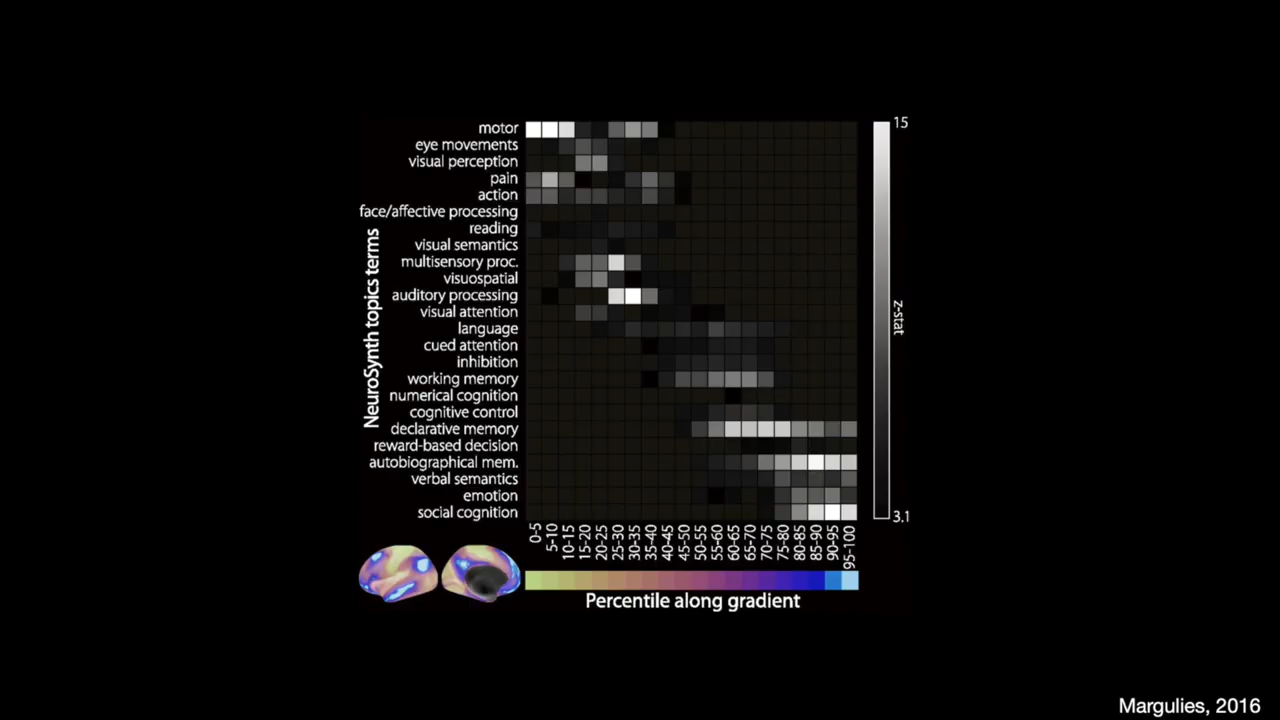 motor
eye movements
visual perception
pain
action
face/affective processing
reading
visual semantics
multisensory proc.
visuospatial
auditory processing
visual attention
language
cued attention
inhibition
working memory
numerical cognition
cognitive control
declarative memory
reward-based decision
autobiographical mem.
verbal semantics
emotion
social cognition
NeuroSynth topics terms
15
z-stat
3.1
0-5
5-10
10-15
15-20
20-25
25-30
30-35
35-40
40-45
45-50
50-55
55-60
60-65
65-70
70-75
75-80
80-85
85-90
90-95
95-100
Percentile along gradient
Margulies, 2016